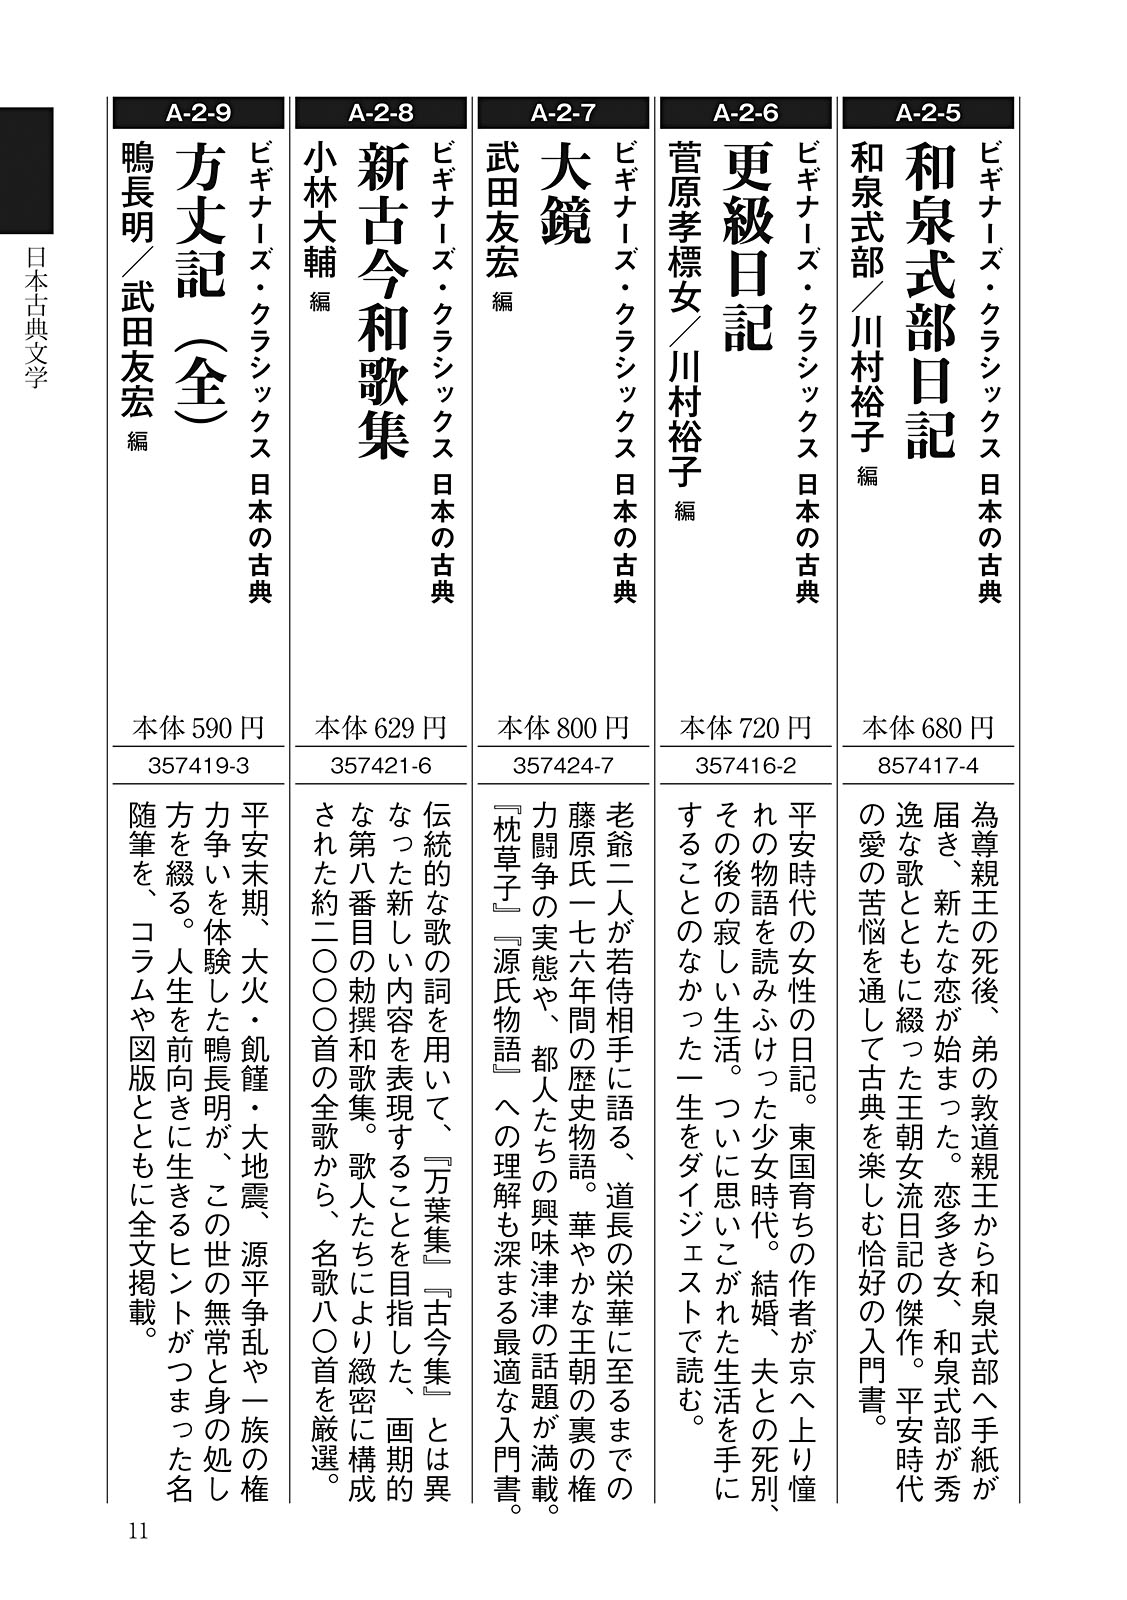 A-2-5
ビギナーズ・クラシックス 日本の古典
和泉式部日記
和泉式部／川村裕子 編
本体 680 円
857417-4
為尊親王の死後、弟の敦道親王から和泉式部へ手紙が
届き、新たな恋が始まった。恋多き女、和泉式部が秀
逸な歌とともに綴った王朝女流日記の傑作。平安時代
の愛の苦悩を通して古典を楽しむ恰好の入門書。
A-2-6
ビギナーズ・クラシックス 日本の古典
更級日記
菅原孝標女／川村裕子 編
本体 720 円
357416-2
平安時代の女性の日記。東国育ちの作者が京へ上り憧
れの物語を読みふけった少女時代。結婚、夫との死別、
その後の寂しい生活。ついに思いこがれた生活を手に
することのなかった一生をダイジェストで読む。
A-2-7
ビギナーズ・クラシックス 日本の古典
大鏡
武田友宏 編
本体 800 円
357424-7
老爺二人が若侍相手に語る、道長の栄華に至るまでの
藤原氏一七六年間の歴史物語。華やかな王朝の裏の権
力闘争の実態や、都人たちの興味津津の話題が満載。
『枕草子』『源氏物語』への理解も深まる最適な入門書。
A-2-8
ビギナーズ・クラシックス 日本の古典
新古今和歌集
小林大輔 編
本体 629 円
357421-6
伝統的な歌の詞を用いて、『万葉集』『古今集』とは異
なった新しい内容を表現することを目指した、画期的
な第八番目の勅撰和歌集。歌人たちにより緻密に構成
された約二〇〇〇首の全歌から、名歌八〇首を厳選。
A-2-9
ビギナーズ・クラシックス 日本の古典
方丈記（全）
鴨長明／武田友宏 編
本体 590 円
357419-3
平安末期、大火・飢饉・大地震、源平争乱や一族の権
力争いを体験した鴨長明が、この世の無常と身の処し
方を綴る。人生を前向きに生きるヒントがつまった名
随筆を、コラムや図版とともに全文掲載。
日本古典文学
11